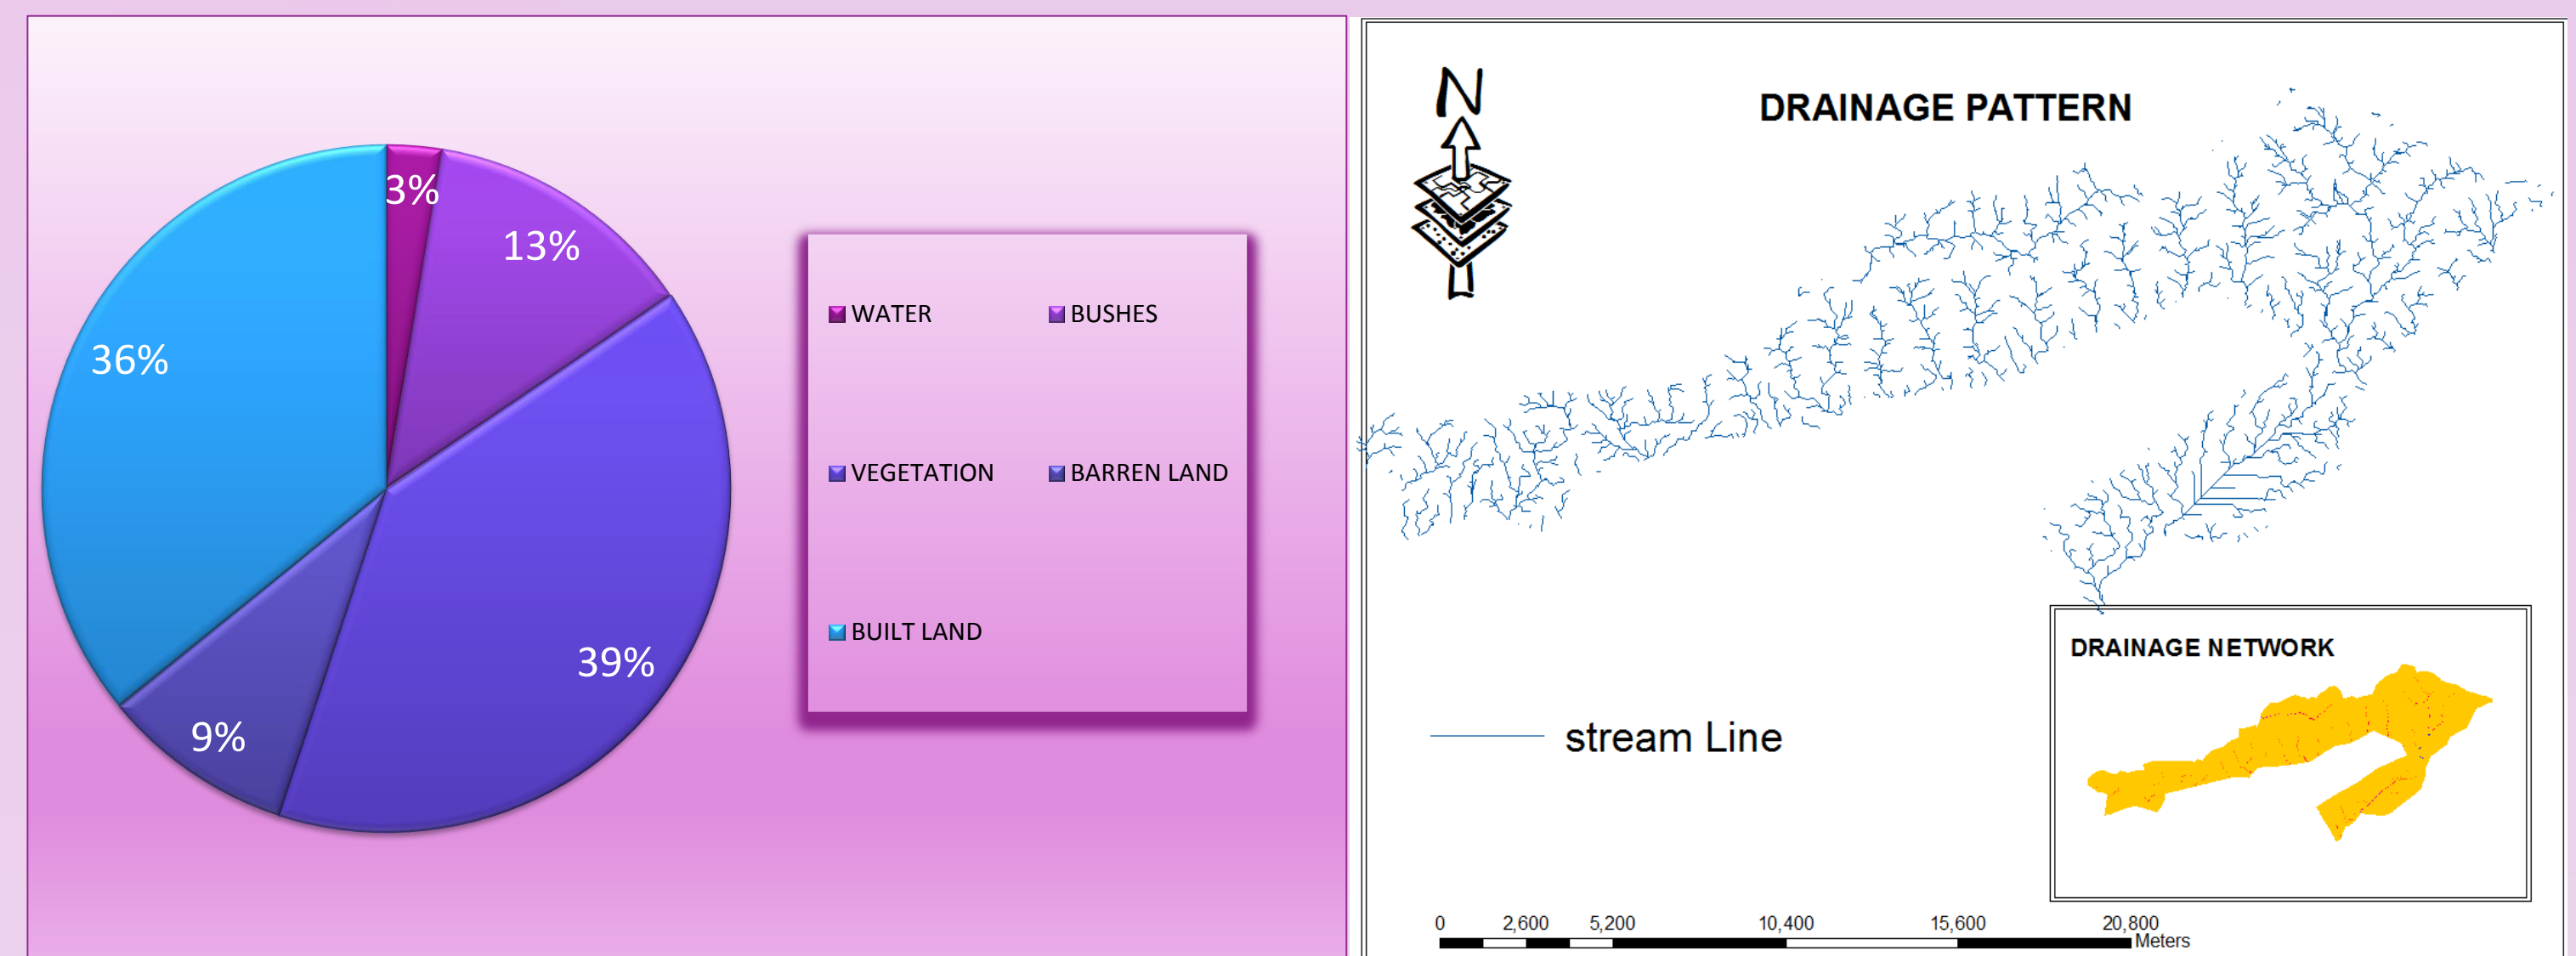 3%
13%
36%
39%
9%
WATER
BUSHES
VEGETATION
BARREN LAND
BUILT LAND
N
DRAINAGE PATTERN
stream Line
DRAINAGE NETWORK
0 2,600 5,200 10,400 15,600 20,800
Meters